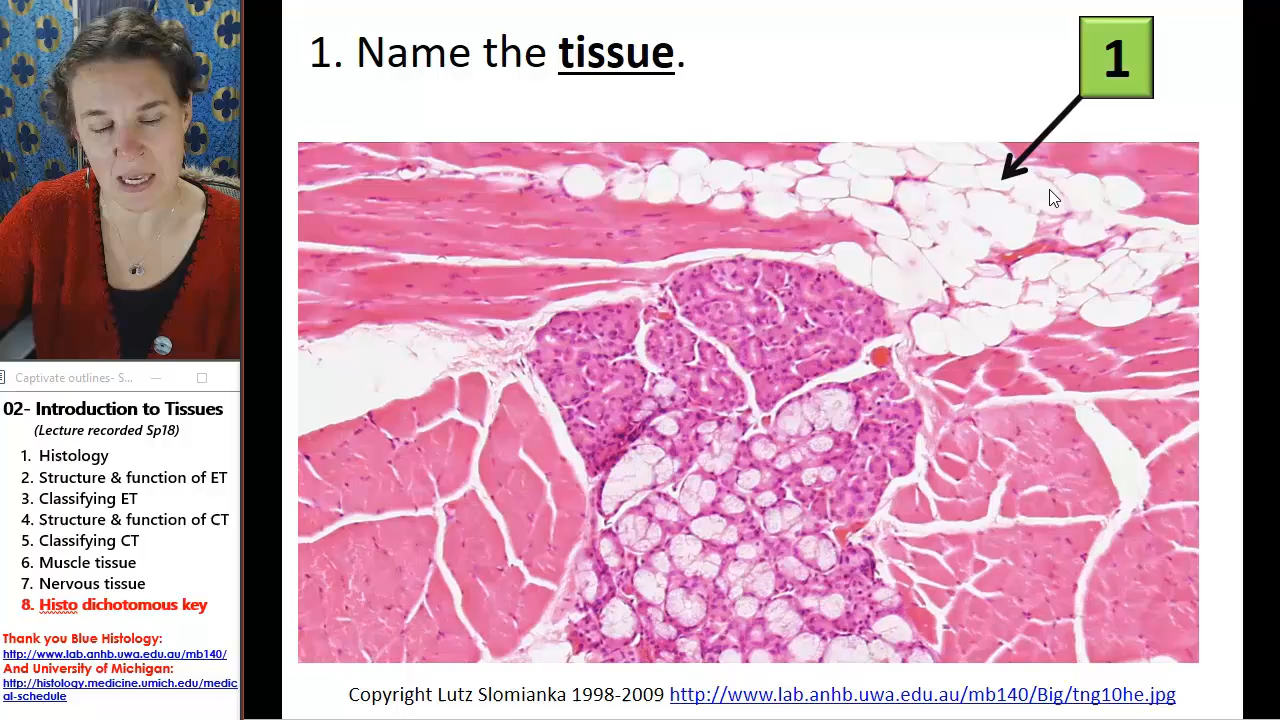 1. Name the tissue.
1
Captivate outlines- S...
02- Introduction to Tissues
(Lecture recorded Sp18)
1. Histology
2. Structure & function of ET
3. Classifying ET
4. Structure & function of CT
5. Classifying CT
6. Muscle tissue
7. Nervous tissue
8. Histo dichotomous key
Thank you Blue Histology:
http://www.lab.anhb.uwa.edu.au/mb140/
And University of Michigan:
http://histology.medicine.umich.edu/medic
al-schedule
Copyright Lutz Slomianka 1998-2009 http://www.lab.anhb.uwa.edu.au/mb140/Big/tng10he.jpg